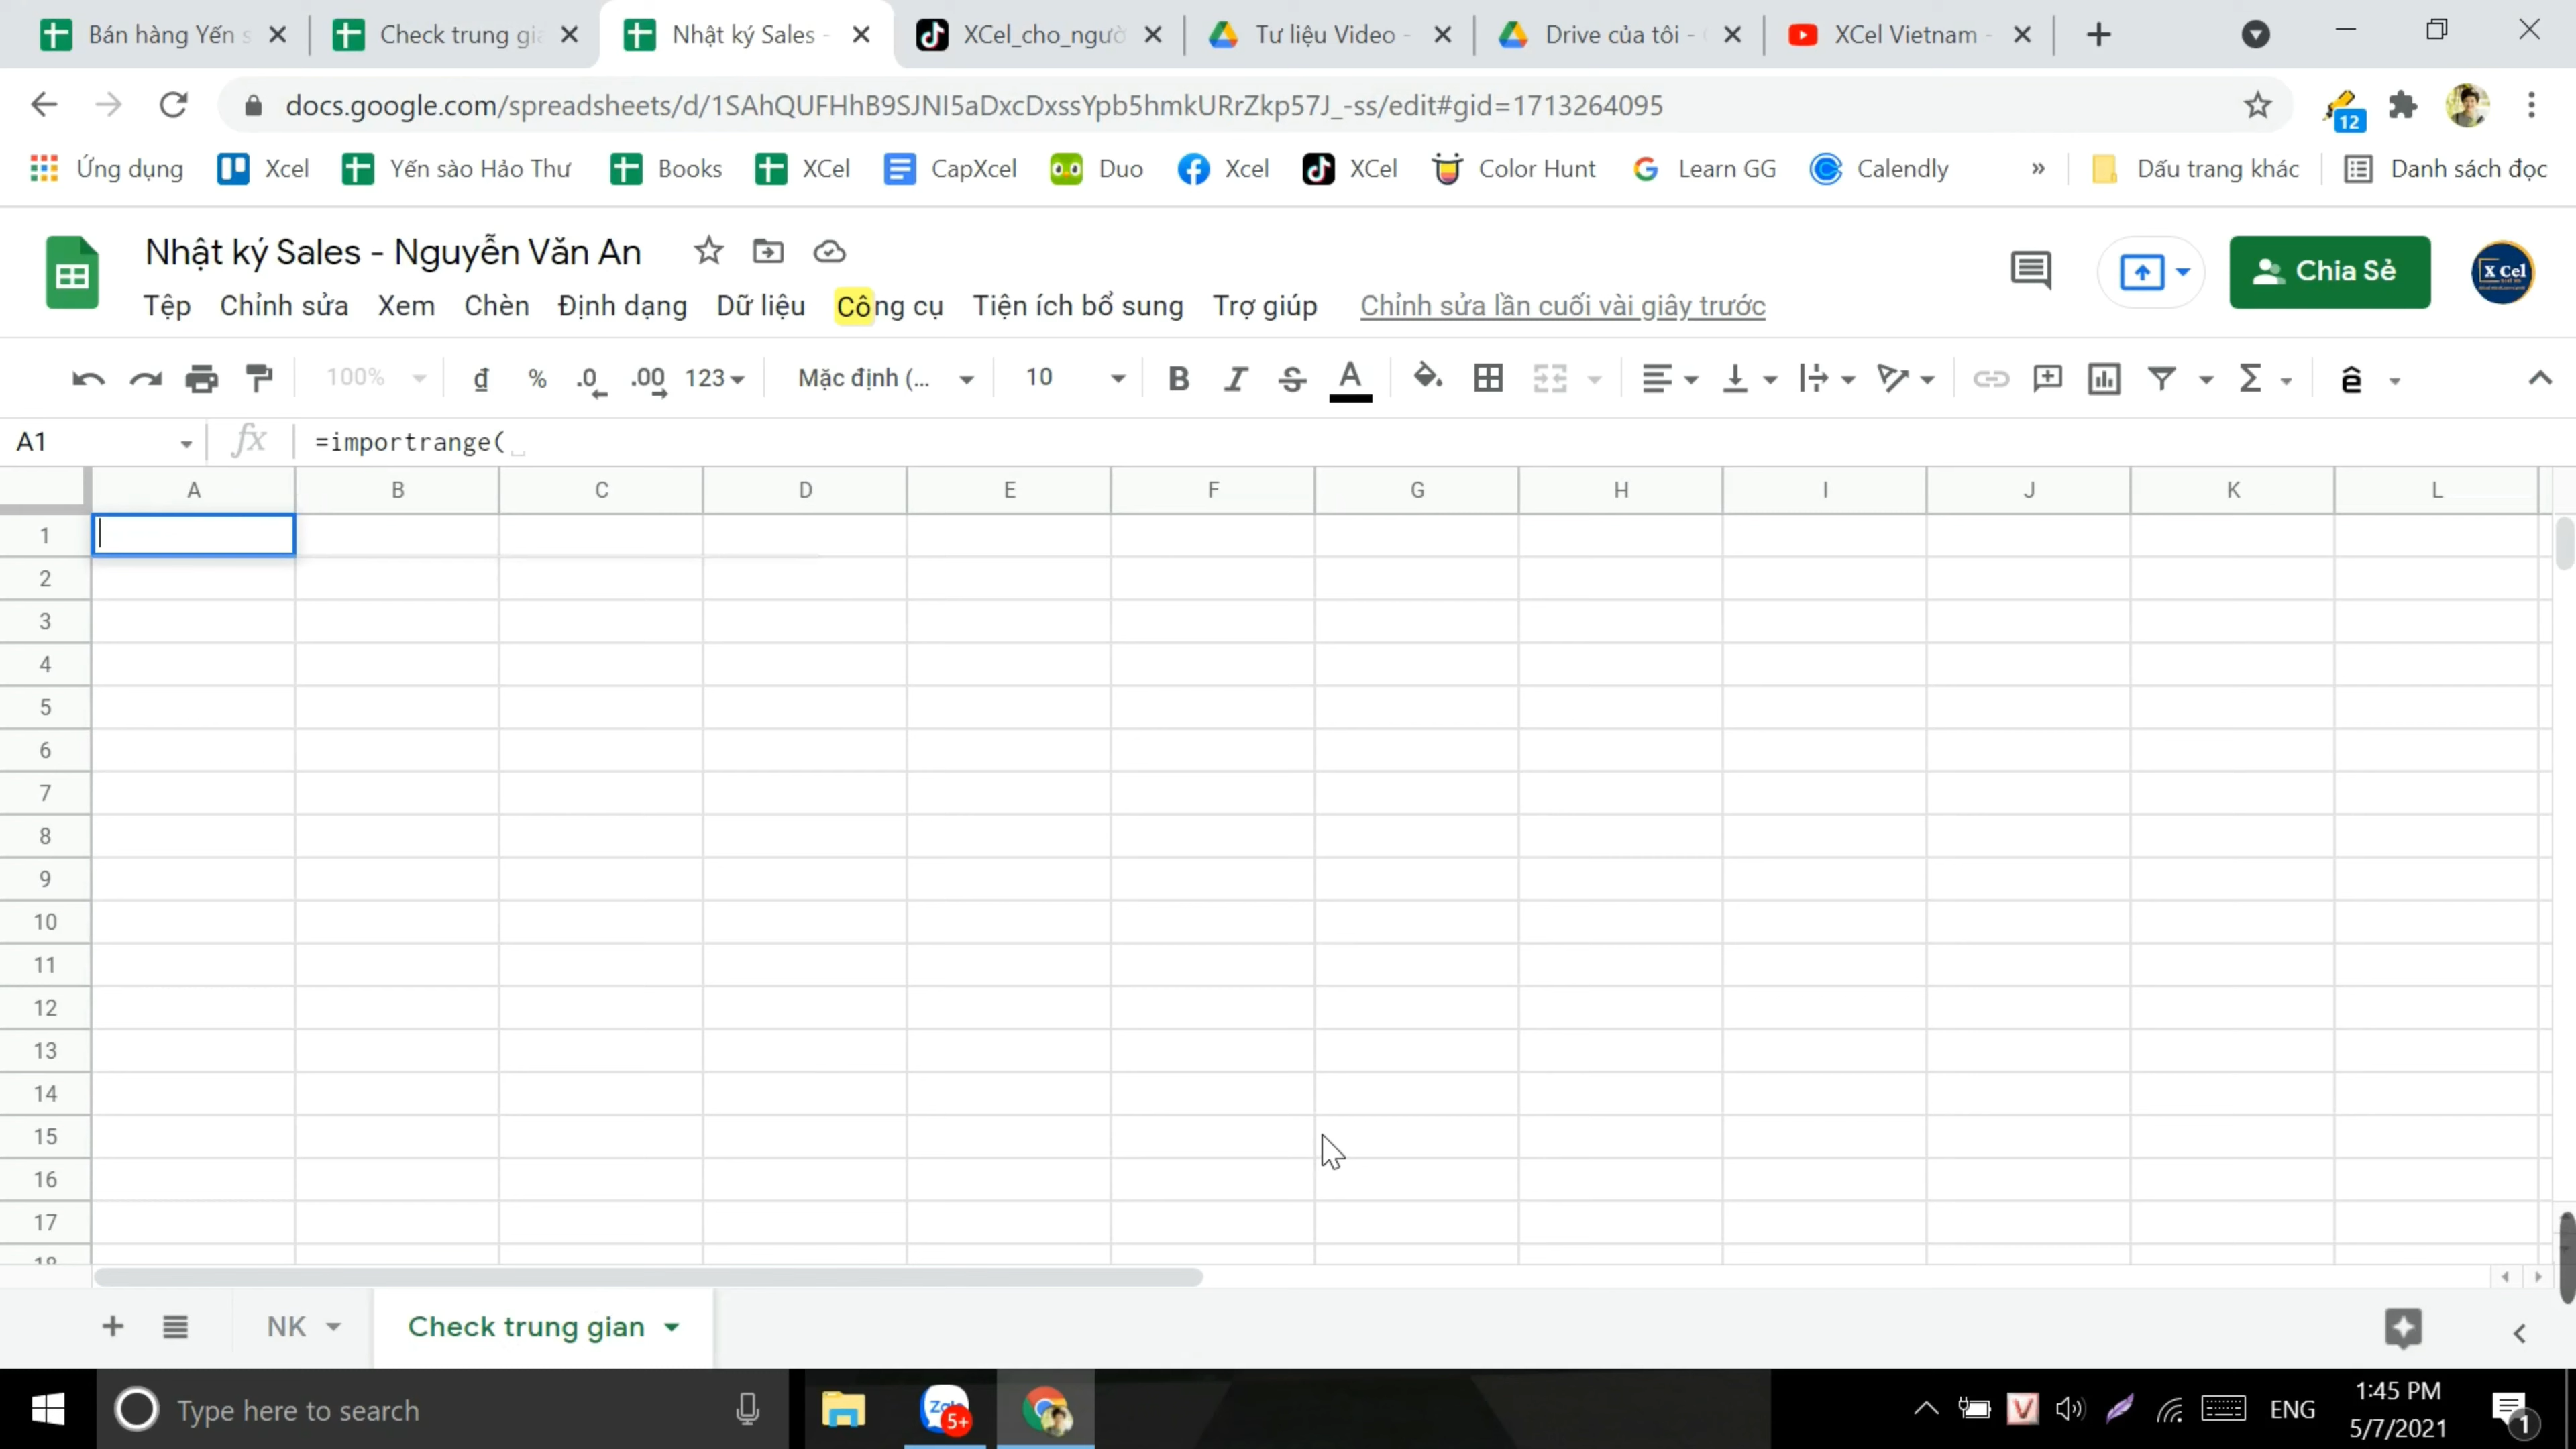 Bán hàng Yến s
Check trung gia
Nhật ký Sales -
XCel_cho_ngườ
Tư liệu Video -
Drive của tôi -
XCel Vietnam -
docs.google.com/spreadsheets/d/1SAhQUFHhB9SJNI5aDxcDxssYpb5hmkURrZkp57J_-ss/edit#gid=1713264095
12
Ứng dụng
Xcel
Yến sào Hảo Thư
Books
XCel
CapXcel
Duo
Xcel
XCel
Color Hunt
Learn GG
Calendly
»
Dấu trang khác
Danh sách đọc
Nhật ký Sales - Nguyễn Văn An
Chia Sẻ
X Cel
Tệp Chỉnh sửa Xem Chèn Định dạng Dữ liệu Công cụ Tiện ích bổ sung Trợ giúp Chỉnh sửa lần cuối vài giây trước
100% đ % .0 .00 123 Mặc định (... 10 B I S A Σ ê
A1 fx =importrange(
A B C D E F G H I J K L
1
2
3
4
5
6
7
8
9
10
11
12
13
14
15
16
17
18
NK
Check trung gian
Type here to search
Zalo
5+
V
ENG
1:45 PM
5/7/2021
1